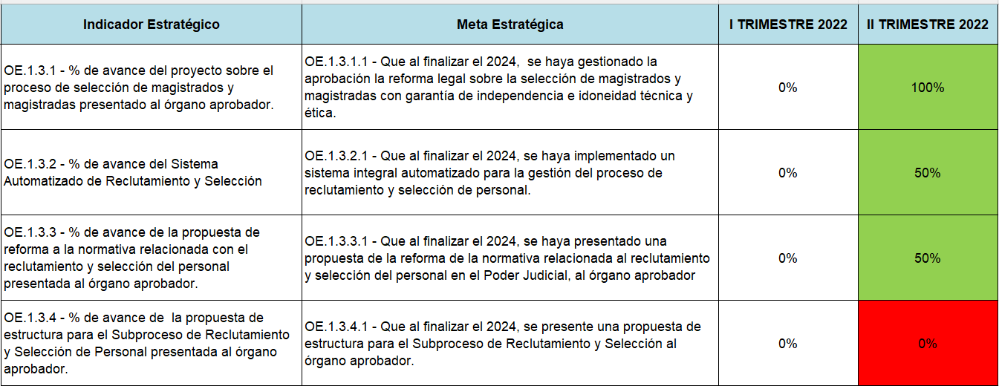 Indicador Estratégico
Meta Estratégica
I TRIMESTRE 2022
II TRIMESTRE 2022
OE.1.3.1 - % de avance del proyecto sobre el
proceso de selección de magistrados y
magistradas presentado al órgano aprobador.
OE.1.3.1.1 - Que al finalizar el 2024,  se haya gestionado la
aprobación la reforma legal sobre la selección de magistrados y
magistradas con garantía de independencia e idoneidad técnica y
ética.
0%
100%
OE.1.3.2 - % de avance del Sistema
Automatizado de Reclutamiento y Selección
OE.1.3.2.1 - Que al finalizar el 2024, se haya implementado un
sistema integral automatizado para la gestión del proceso de
reclutamiento y selección de personal.
0%
50%
OE.1.3.3 - % de avance de la propuesta de
reforma a la normativa relacionada con el
reclutamiento y selección del personal
presentada al órgano aprobador.
OE.1.3.3.1 - Que al finalizar el 2024, se haya presentado una
propuesta de la reforma de la normativa relacionada al reclutamiento
y selección del personal en el Poder Judicial, al órgano aprobador
0%
50%
OE.1.3.4 - % de avance de  la propuesta de
estructura para el Subproceso de Reclutamiento
y Selección de Personal presentada al órgano
aprobador.
OE.1.3.4.1 - Que al finalizar el 2024, se presente una propuesta de
estructura para el Subproceso de Reclutamiento y Selección al
órgano aprobador.
0%
0%